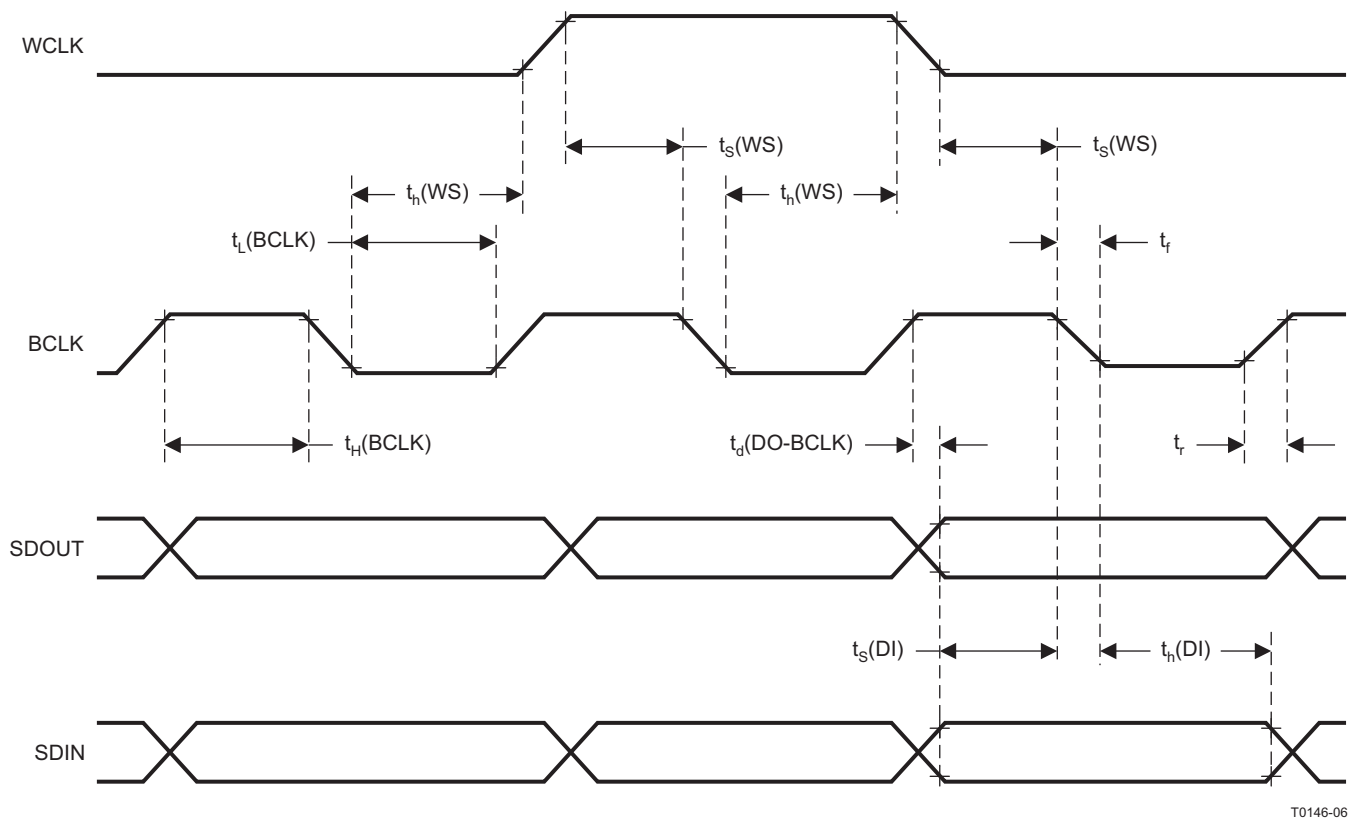 WCLK
tS(WS) tS(WS)
th(WS) th(WS)
tL(BCLK) tf
BCLK
tH(BCLK) td(DO-BCLK) tr
SDOUT
tS(DI) th(DI)
SDIN
T0146-06